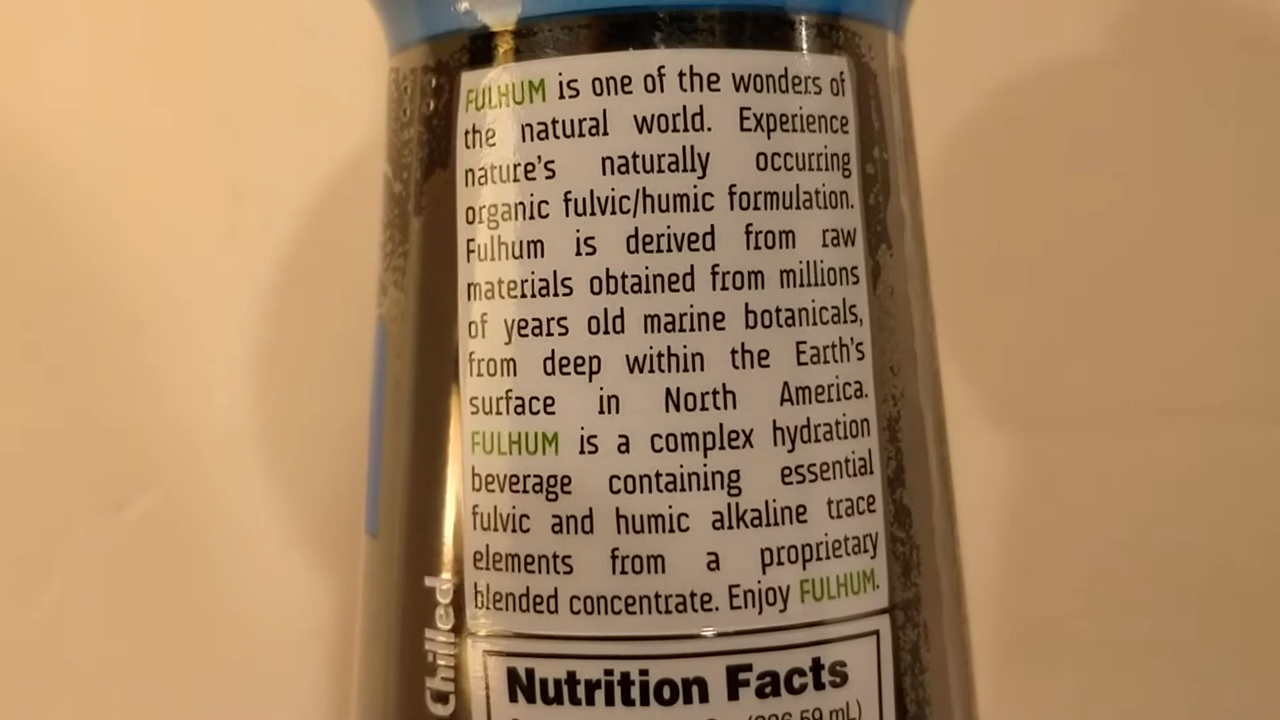 FULHUM is one of the wonders of
the natural world. Experience
nature's naturally occurring
organic fulvic/humic formulation.
Fulhum is derived from raw
materials obtained from millions
of years old marine botanicals,
from deep within the Earth's
surface in North America.
FULHUM is a complex hydration
beverage containing essential
fulvic and humic alkaline trace
elements from a proprietary
blended concentrate. Enjoy FULHUM.
Chilled
Nutrition Facts